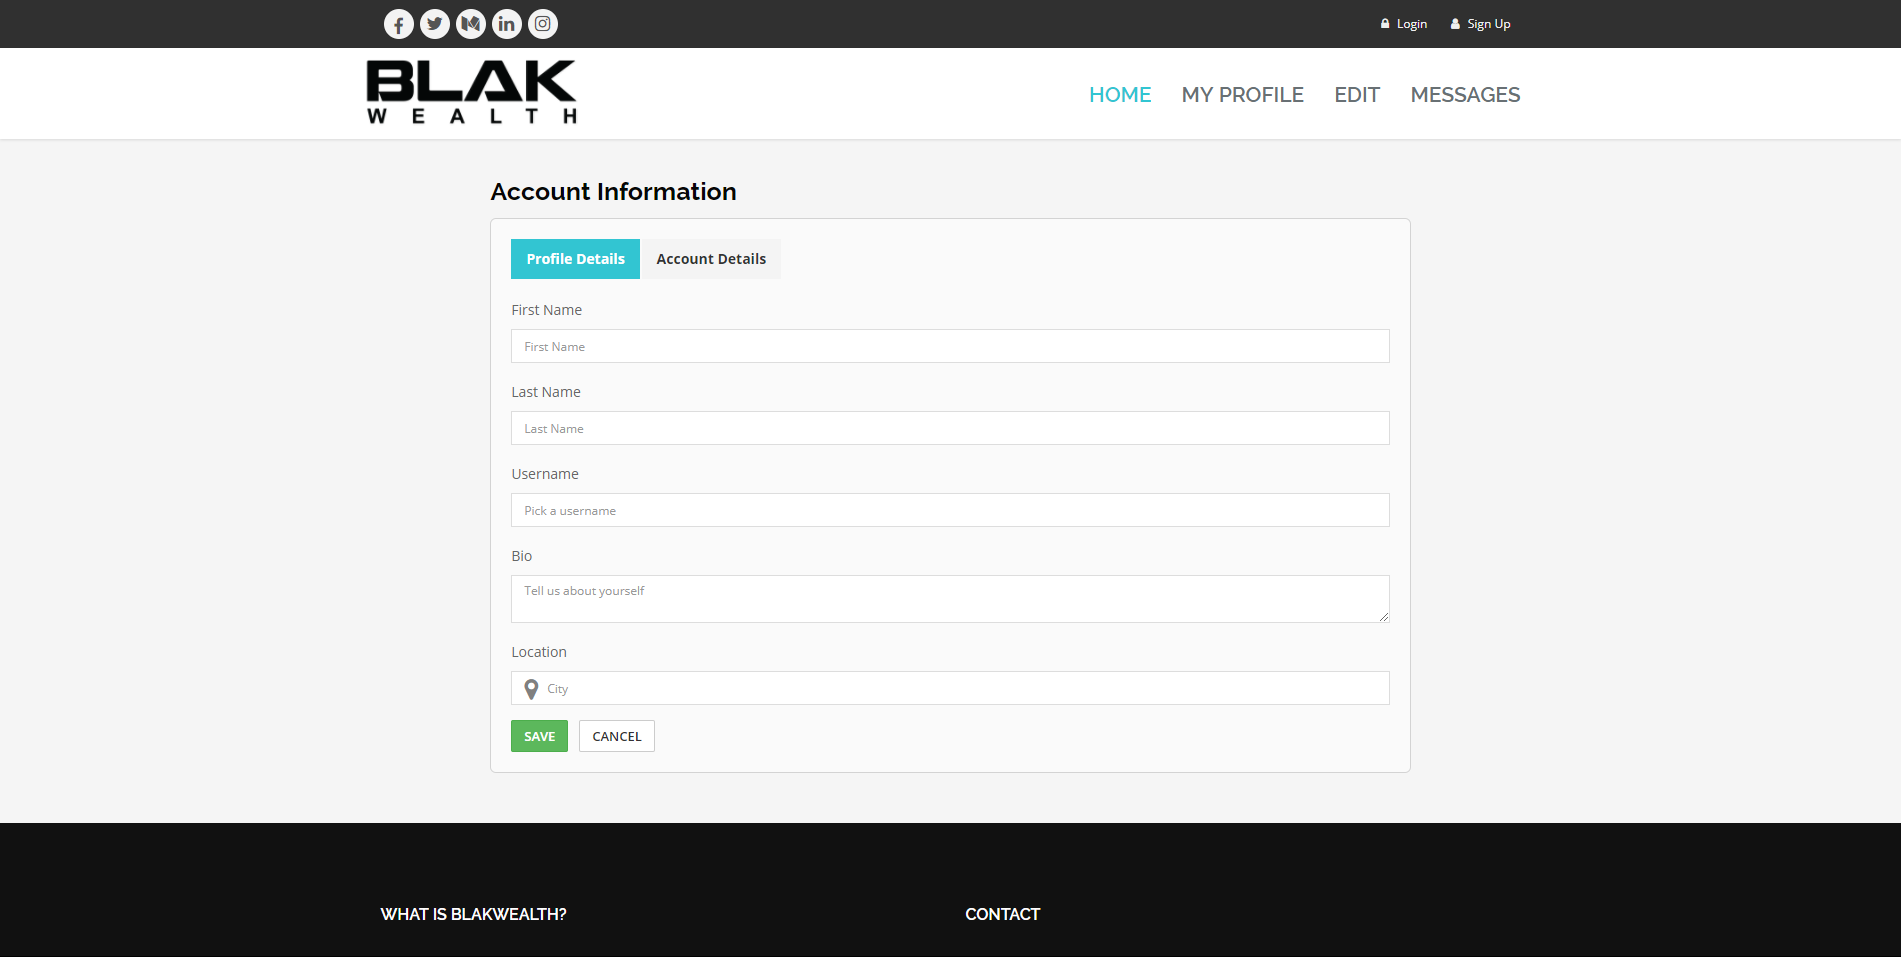 Login Sign Up
BLAK
WEALTH
HOME MY PROFILE EDIT MESSAGES
Account Information
Profile Details Account Details
First Name
First Name
Last Name
Last Name
Username
Pick a username
Bio
Tell us about yourself
Location
City
SAVE CANCEL
WHAT IS BLAKWEALTH? CONTACT